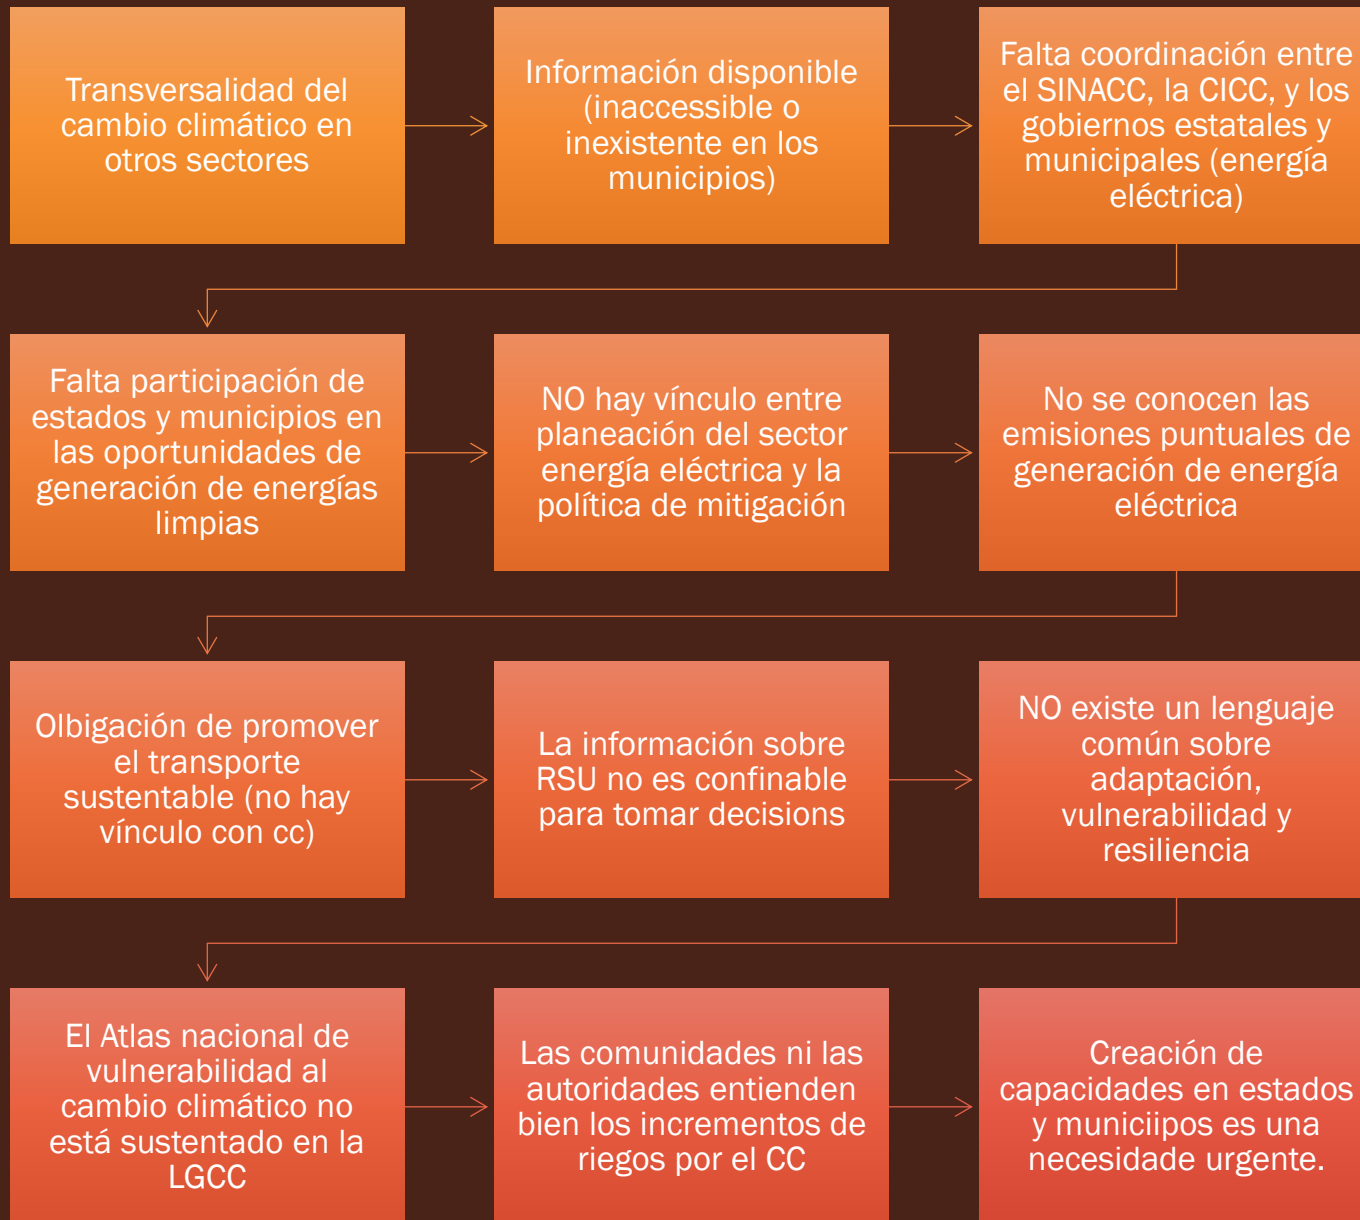 Transversalidad del
cambio climático en
otros sectores
Información disponible
(inaccessible o
inexistente en los
municipios)
Falta coordinación entre
el SINACC, la CICC, y los
gobiernos estatales y
municipales (energía
eléctrica)
Falta participación de
estados y municipios en
las oportunidades de
generación de energías
limpias
NO hay vínculo entre
planeación del sector
energía eléctrica y la
política de mitigación
No se conocen las
emisiones puntuales de
generación de energía
eléctrica
Olbigación de promover
el transporte
sustentable (no hay
vínculo con cc)
La información sobre
RSU no es confinable
para tomar decisions
NO existe un lenguaje
común sobre
adaptación,
vulnerabilidad y
resiliencia
El Atlas nacional de
vulnerabilidad al
cambio climático no
está sustentado en la
LGCC
Las comunidades ni las
autoridades entienden
bien los incrementos de
riegos por el CC
Creación de
capacidades en estados
y municiipos es una
necesidade urgente.